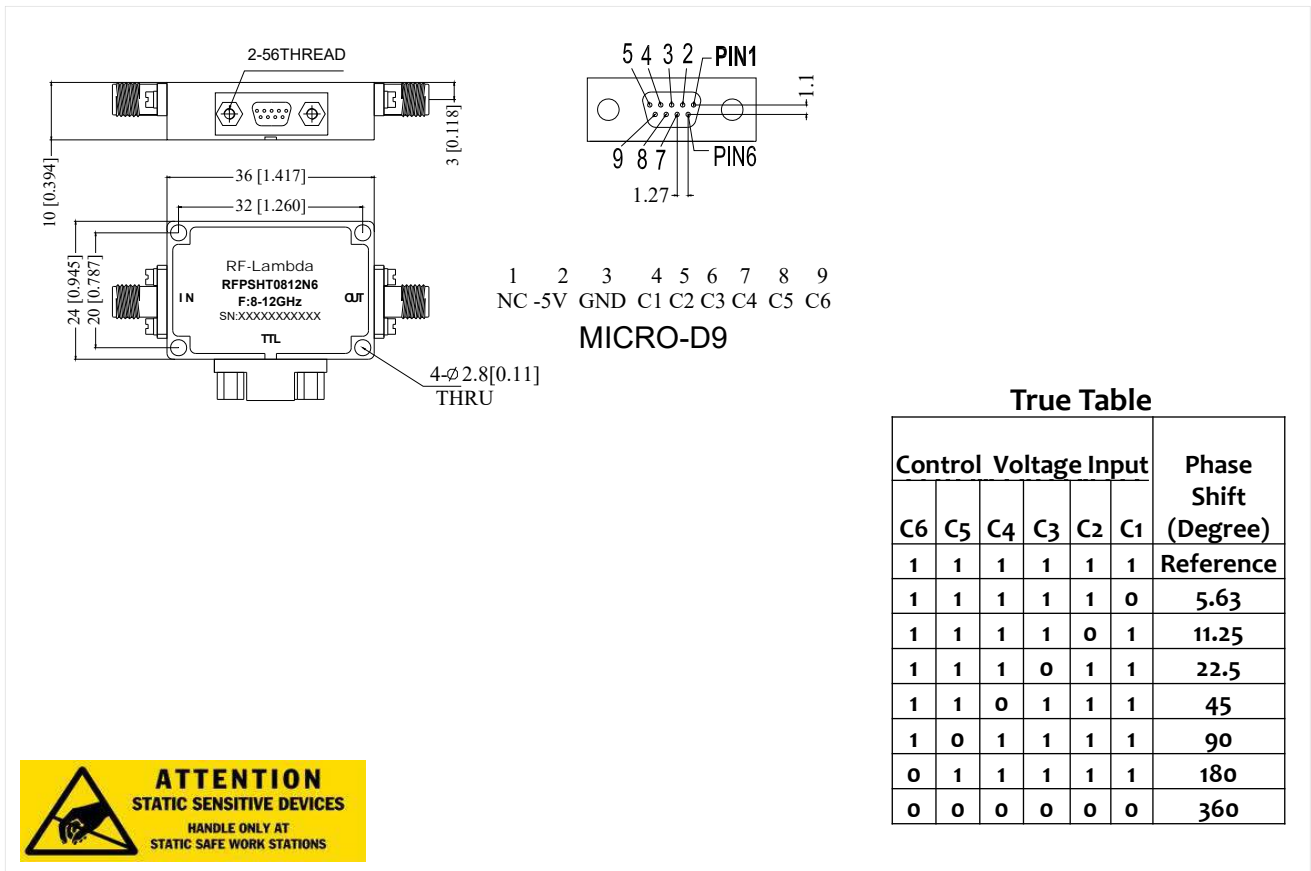 2-56THREAD
10 [0.394]
3 [0.118]
36 [1.417]
32 [1.260]
24 [0.945]
20 [0.787]
RF-Lambda
RFPSHT0812N6
F:8-12GHz
SN:XXXXXXXXXXX
IN
OUT
TTL
4-⌀2.8[0.11]
THRU
5 4 3 2 PIN1
1.1
9 8 7 PIN6
1.27
1 2 3 4 5 6 7 8 9
NC -5V GND C1 C2 C3 C4 C5 C6
MICRO-D9
True Table
Control Voltage Input Phase Shift (Degree)
C6 C5 C4 C3 C2 C1
1 1 1 1 1 1 Reference
1 1 1 1 1 0 5.63
1 1 1 1 0 1 11.25
1 1 1 0 1 1 22.5
1 1 0 1 1 1 45
1 0 1 1 1 1 90
0 1 1 1 1 1 180
0 0 0 0 0 0 360
ATTENTION
STATIC SENSITIVE DEVICES
HANDLE ONLY AT
STATIC SAFE WORK STATIONS